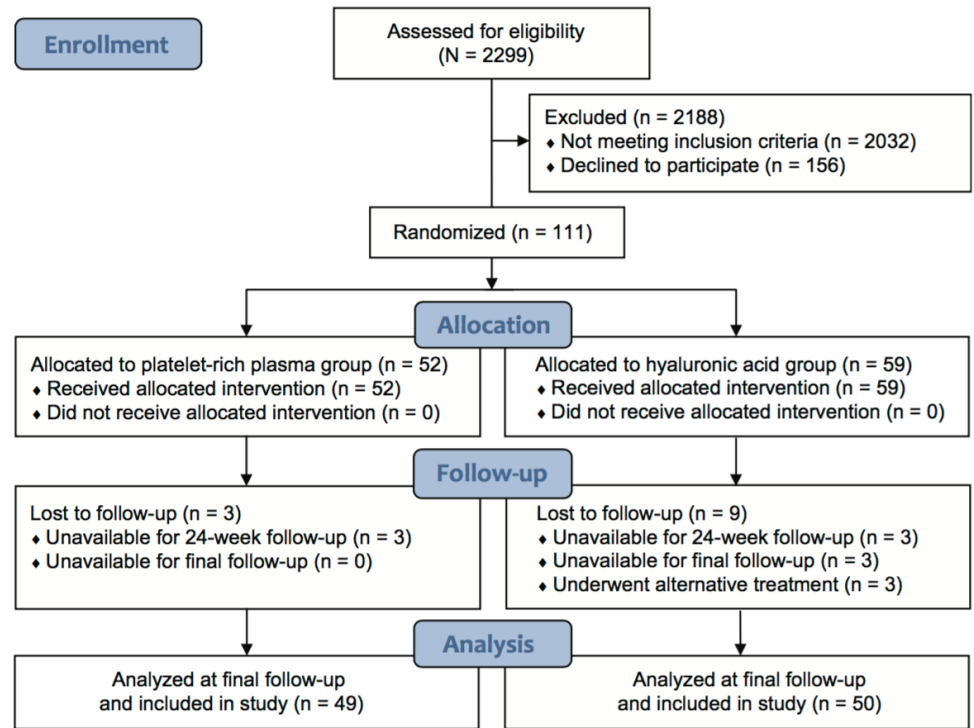 Enrollment
Assessed for eligibility
(N = 2299)
Excluded (n = 2188)
♦ Not meeting inclusion criteria (n = 2032)
♦ Declined to participate (n = 156)
Randomized (n = 111)
Allocation
Allocated to platelet-rich plasma group (n = 52)
♦ Received allocated intervention (n = 52)
♦ Did not receive allocated intervention (n = 0)
Allocated to hyaluronic acid group (n = 59)
♦ Received allocated intervention (n = 59)
♦ Did not receive allocated intervention (n = 0)
Follow-up
Lost to follow-up (n = 3)
♦ Unavailable for 24-week follow-up (n = 3)
♦ Unavailable for final follow-up (n = 0)
Lost to follow-up (n = 9)
♦ Unavailable for 24-week follow-up (n = 3)
♦ Unavailable for final follow-up (n = 3)
♦ Underwent alternative treatment (n = 3)
Analysis
Analyzed at final follow-up
and included in study (n = 49)
Analyzed at final follow-up
and included in study (n = 50)